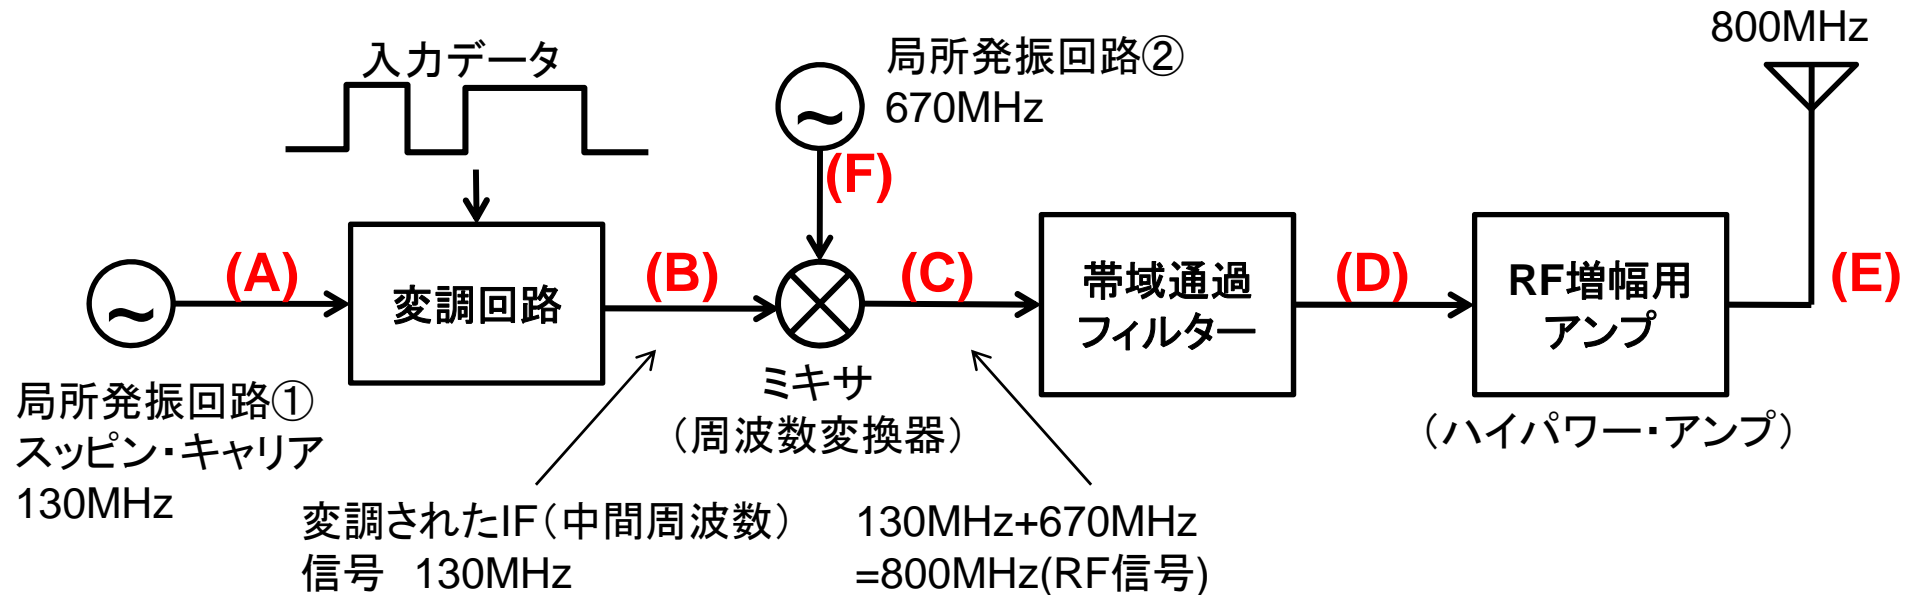 800MHz
入力データ
局所発振回路②
670MHz
(F)
(A)
(B)
(C)
(D)
(E)
変調回路
帯域通過
フィルター
RF増幅用
アンプ
局所発振回路①
スッピン・キャリア
130MHz
ミキサ
（周波数変換器）
（ハイパワー・アンプ）
変調されたIF（中間周波数）
信号　130MHz
130MHz+670MHz
=800MHz(RF信号)